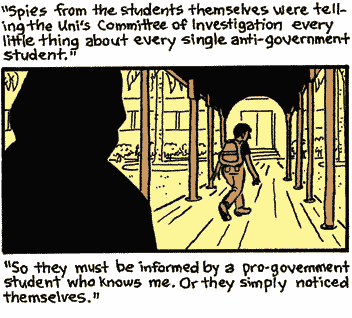 "Spies from the students themselves were tell-
ing the Uni's Committee of Investigation every
little thing about every single anti-government
student."
"So they must be informed by a pro-government
student who knows me. Or they simply noticed
themselves."